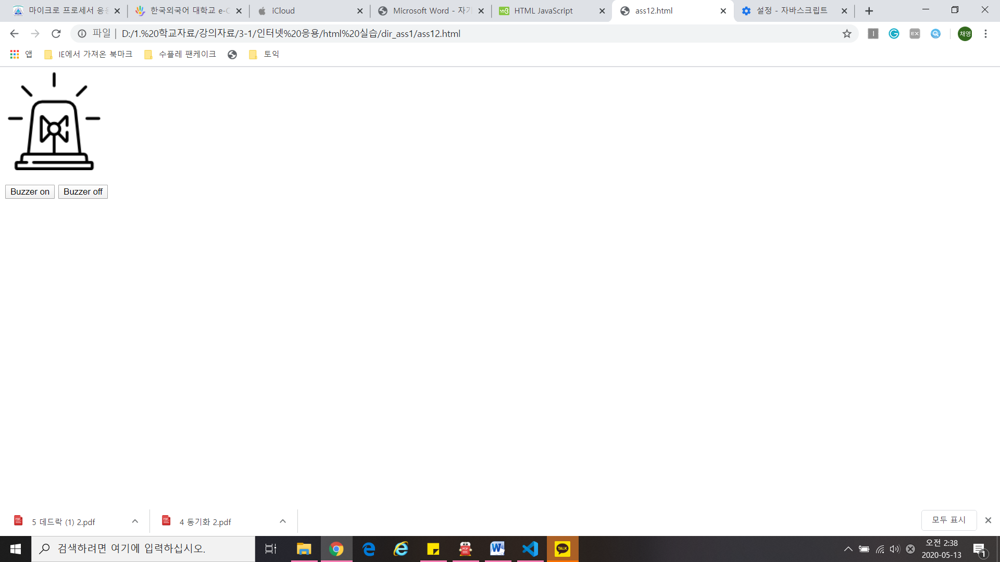 마이크로 프로세서 응용
한국외국어 대학교 e-C
iCloud
Microsoft Word - 자기
HTML JavaScript
ass12.html
설정 - 자바스크립트
파일 | D:/1.%20학교자료/강의자료/3-1/인터넷%20응용/html%20실습/dir_ass1/ass12.html
EX
채영
앱
IE에서 가져온 북마크
수플레 팬케이크
토익
Buzzer on
Buzzer off
5 데드락 (1) 2.pdf
4 동기화 2.pdf
모두 표시
검색하려면 여기에 입력하십시오.
TALK
오전 2:38
2020-05-13
1